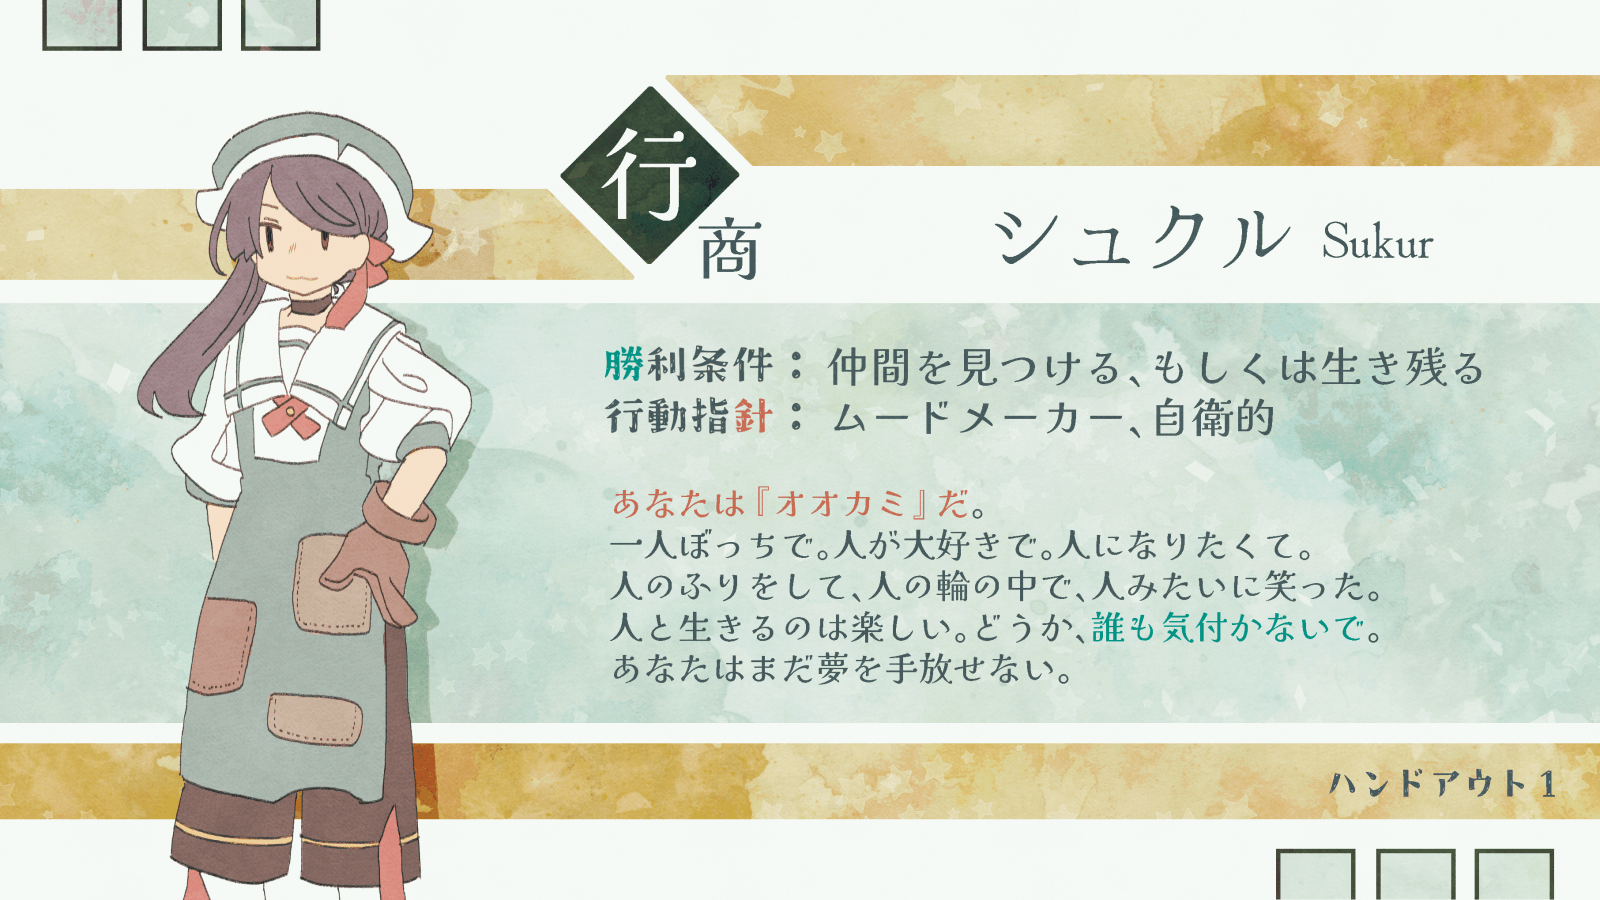 行商
シュクル Sukur
勝利条件：仲間を見つける、もしくは生き残る
行動指針：ムードメーカー、自衛的
あなたは『オオカミ』だ。
一人ぼっちで。人が大好きで。人になりたくて。
人のふりをして、人の輪の中で、人みたいに笑った。
人と生きるのは楽しい。どうか、誰も気付かないで。
あなたはまだ夢を手放せない。
ハンドアウト1